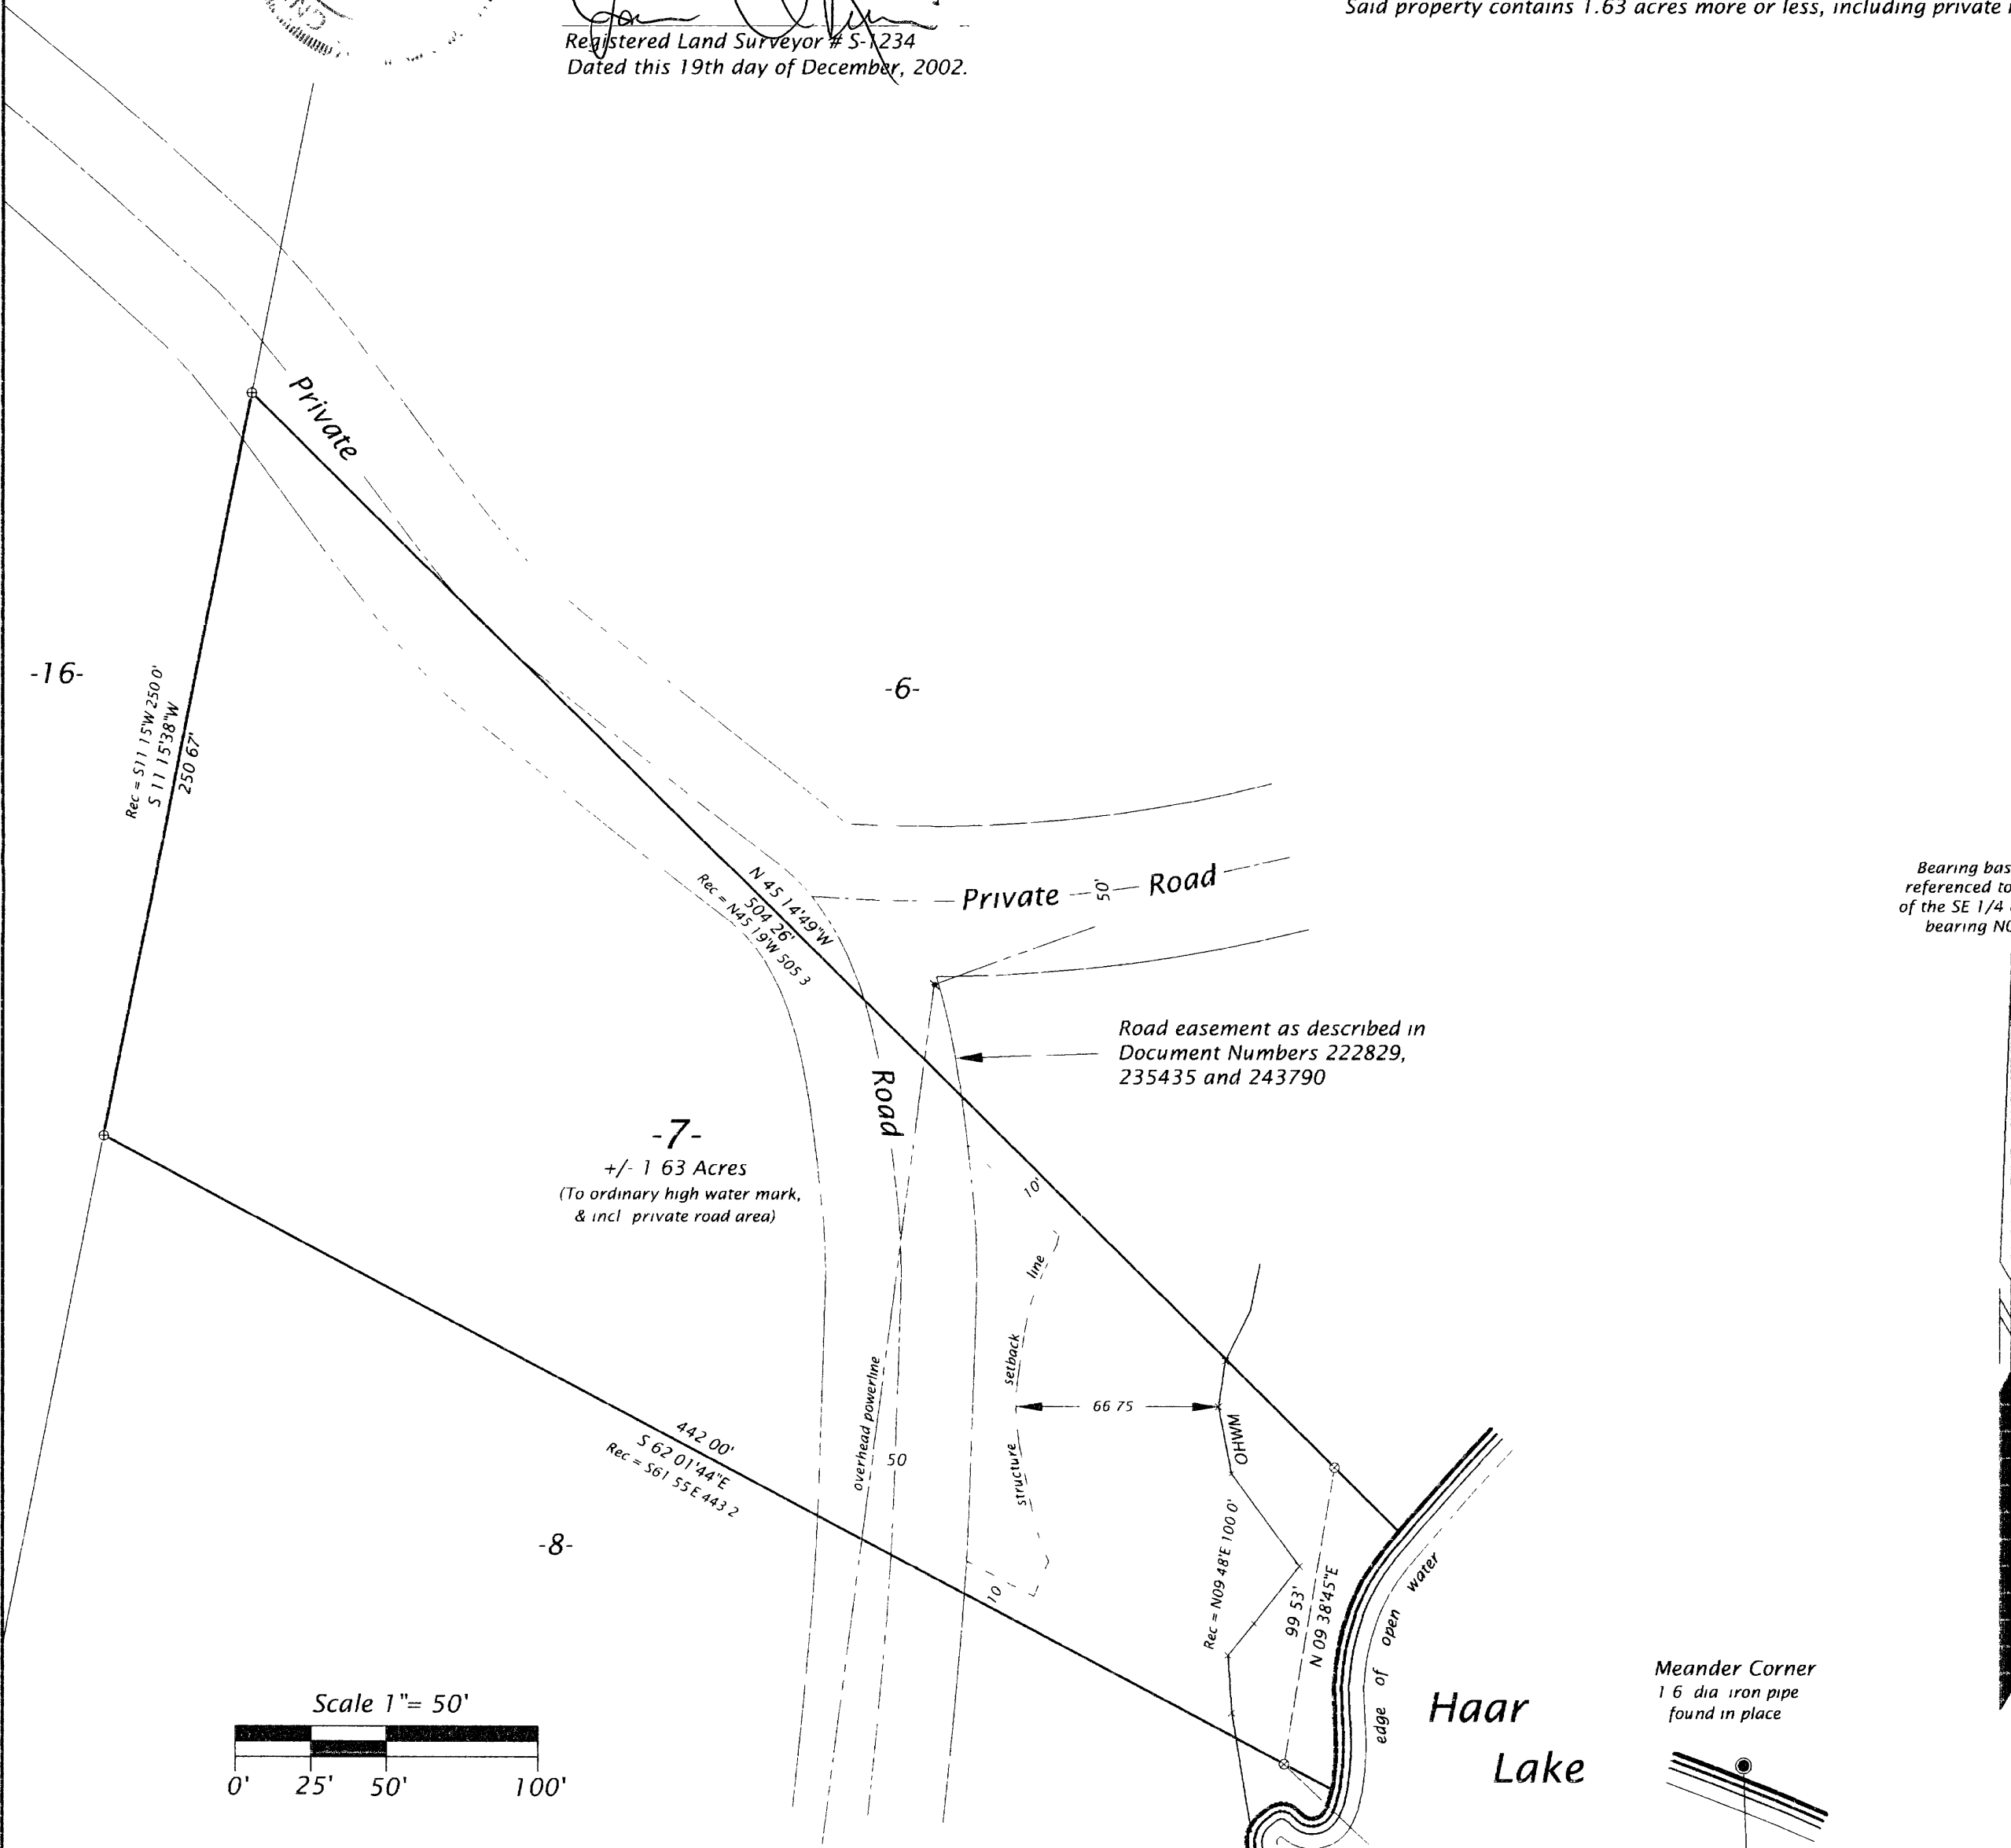 Said property contains 1.63 acres more or less, including private
Registered Land Surveyor # S-1234
Dated this 19th day of December, 2002.
Private
-16-
-6-
Rec = S11 15'W 250 0'
S 11 15'38"W
250 67'
N 45 14'49"W
504 26'
Rec = N45 19'W 505 3
Private 50' Road
Bearing bas
referenced to
of the SE 1/4
bearing N0
Road easement as described in
Document Numbers 222829,
235435 and 243790
Road
-7-
+/- 1 63 Acres
(To ordinary high water mark,
& incl private road area)
10'
structure setback line
66 75
OHWM
overhead powerline
50
442 00'
S 62 01'44"E
Rec = S61 55E 443 2
-8-
10
Rec = N09 48'E 100 0'
99 53'
N 09 38'45"E
edge of open water
Haar
Lake
Meander Corner
1 6 dia iron pipe
found in place
Scale 1"= 50'
0' 25' 50' 100'